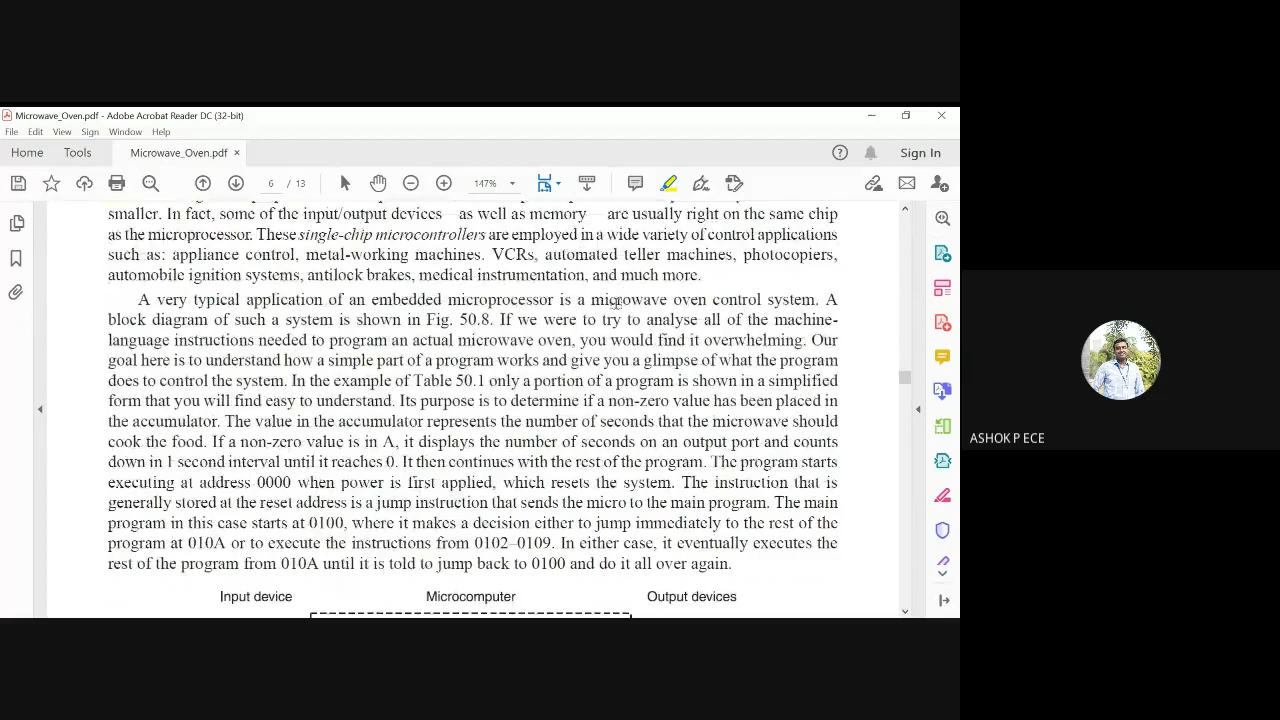 Microwave_Oven.pdf - Adobe Acrobat Reader DC (32-bit)
File Edit View Sign Window Help
Home Tools Microwave_Oven.pdf × Sign In
6 / 13 147%
smaller. In fact, some of the input/output devices—as well as memory—are usually right on the same chip
as the microprocessor. These single-chip microcontrollers are employed in a wide variety of control applications
such as: appliance control, metal-working machines. VCRs, automated teller machines, photocopiers,
automobile ignition systems, antilock brakes, medical instrumentation, and much more.
A very typical application of an embedded microprocessor is a microwave oven control system. A
block diagram of such a system is shown in Fig. 50.8. If we were to try to analyse all of the machine-
language instructions needed to program an actual microwave oven, you would find it overwhelming. Our
goal here is to understand how a simple part of a program works and give you a glimpse of what the program
does to control the system. In the example of Table 50.1 only a portion of a program is shown in a simplified
form that you will find easy to understand. Its purpose is to determine if a non-zero value has been placed in
the accumulator. The value in the accumulator represents the number of seconds that the microwave should
cook the food. If a non-zero value is in A, it displays the number of seconds on an output port and counts
down in 1 second interval until it reaches 0. It then continues with the rest of the program. The program starts
executing at address 0000 when power is first applied, which resets the system. The instruction that is
generally stored at the reset address is a jump instruction that sends the micro to the main program. The main
program in this case starts at 0100, where it makes a decision either to jump immediately to the rest of the
program at 010A or to execute the instructions from 0102–0109. In either case, it eventually executes the
rest of the program from 010A until it is told to jump back to 0100 and do it all over again.
Input device Microcomputer Output devices
ASHOK P ECE